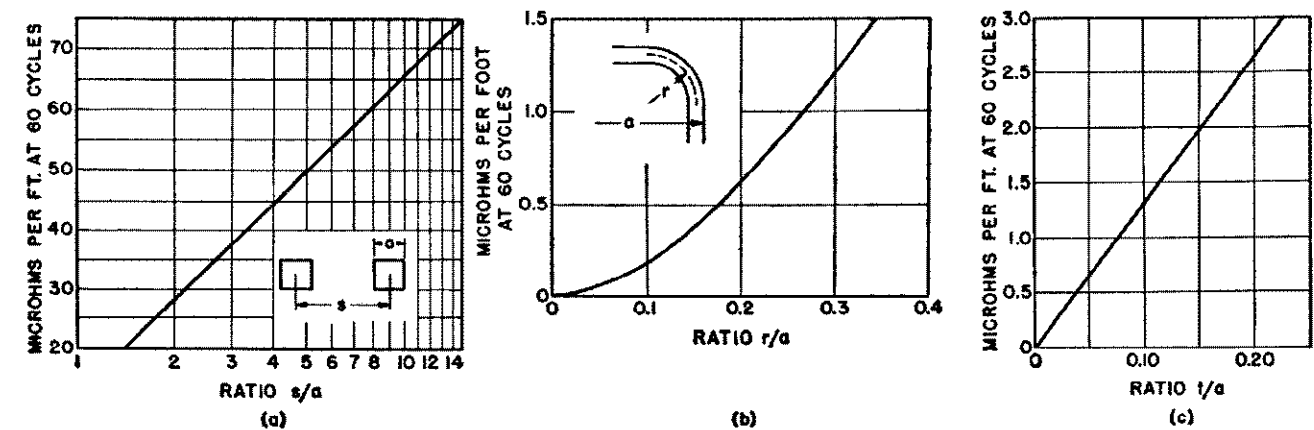 MICROHMS PER FT. AT 60 CYCLES
70
60
50
40
30
20
1 2 3 4 5 6 7 8 10 12 14
a
s
RATIO s/a
(a)
MICROHMS PER FOOT
AT 60 CYCLES
1.5
1.0
0.5
0
0 0.1 0.2 0.3 0.4
r
a
RATIO r/a
(b)
MICROHMS PER FT. AT 60 CYCLES
3.0
2.5
2.0
1.5
1.0
0.5
0
0 0.10 0.20
RATIO t/a
(c)